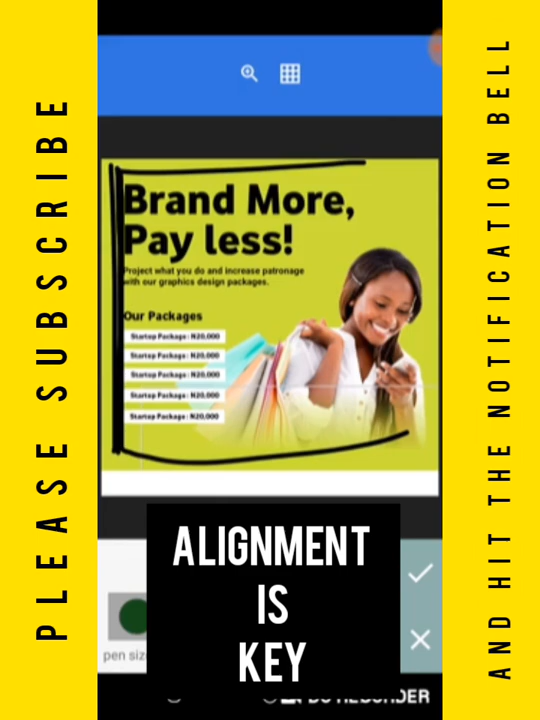 PLEASE SUBSCRIBE
Brand More,
Pay less!
Project what you do and increase patronage
with our graphics design packages.
Our Packages
Startup Package : N20,000
Startup Package : N20,000
Startup Package : N20,000
Startup Package : N20,000
Startup Package : N20,000
ALIGNMENT
IS
KEY
pen siz
AND HIT THE NOTIFICATION BELL